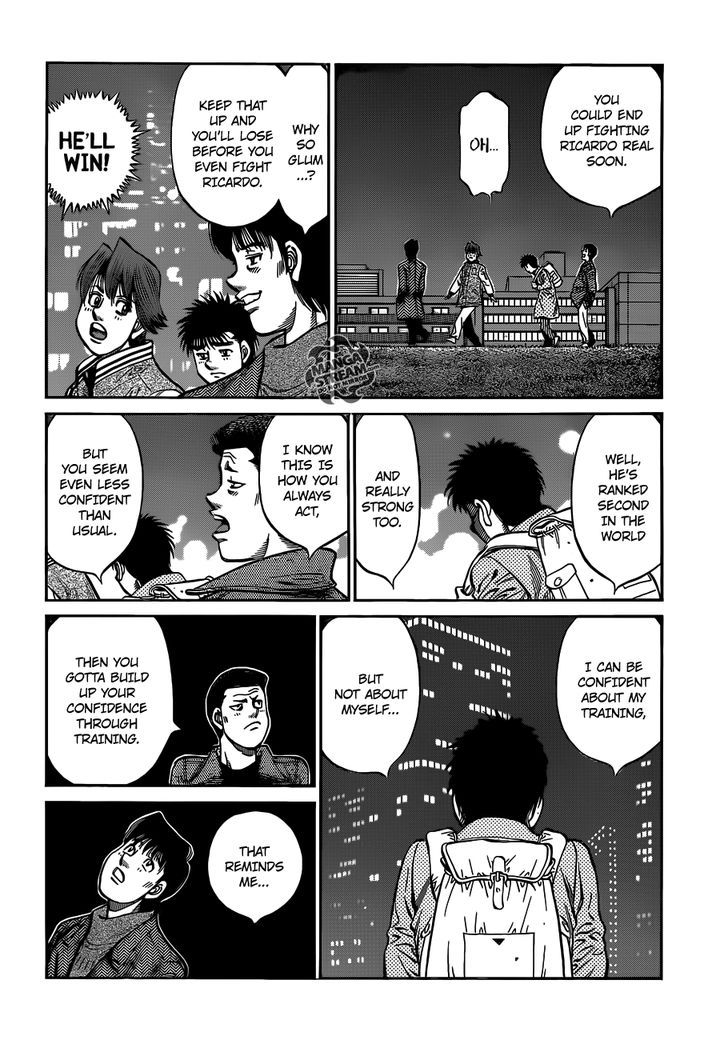 YOU
COULD END
UP FIGHTING
RICARDO REAL
SOON.
OH...
WHY
SO
GLUM
...?
KEEP THAT
UP AND
YOU'LL LOSE
BEFORE YOU
EVEN FIGHT
RICARDO.
HE'LL
WIN!
MANGA
STREAM
WELL,
HE'S
RANKED
SECOND
IN THE
WORLD
AND
REALLY
STRONG
TOO.
I KNOW
THIS IS
HOW YOU
ALWAYS
ACT,
BUT
YOU SEEM
EVEN LESS
CONFIDENT
THAN
USUAL.
I CAN BE
CONFIDENT
ABOUT MY
TRAINING,
BUT
NOT ABOUT
MYSELF...
THEN YOU
GOTTA BUILD
UP YOUR
CONFIDENCE
THROUGH
TRAINING.
THAT
REMINDS
ME...